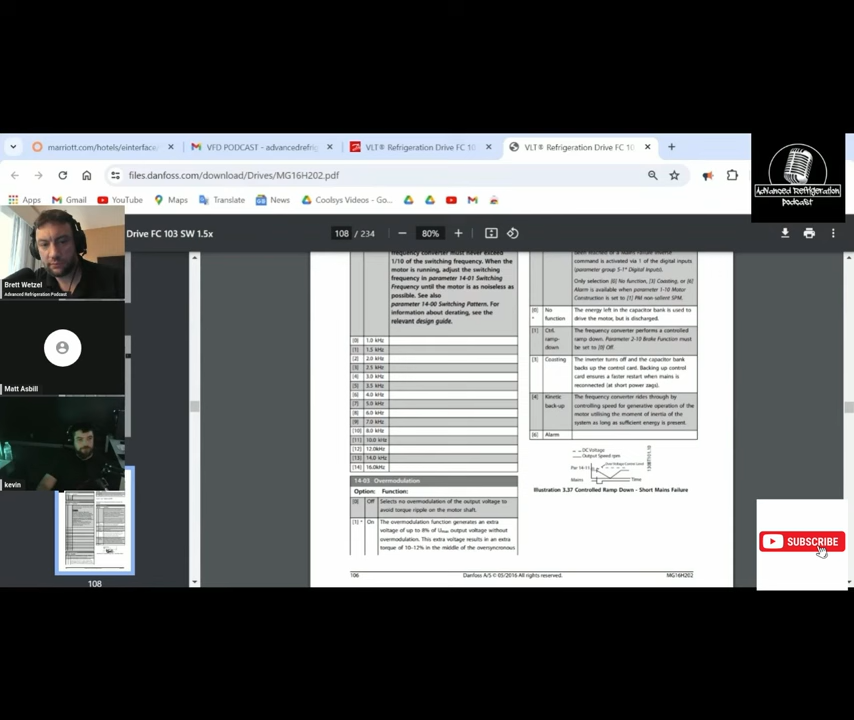 marriott.com/hotels/einterface/
VFD PODCAST - advancedrefrig
VLT® Refrigeration Drive FC 10
VLT® Refrigeration Drive FC 10
files.danfoss.com/download/Drives/MG16H202.pdf
Apps
Gmail
YouTube
Maps
Translate
News
Coolsys Videos - Go...
Drive FC 103 SW 1.5x
108 / 234
80%
Advanced Refrigeration
Podcast
Brett Wetzel
Advanced Refrigeration Podcast
Matt Asbill
kevin
108
frequency converter must never exceed
1/10 of the switching frequency. When the
motor is running, adjust the switching
frequency in parameter 14-01 Switching
Frequency until the motor is as noiseless as
possible. See also
parameter 14-00 Switching Pattern. For
information about derating, see the
relevant design guide.
[0] 1.0 kHz
[1] 1.5 kHz
[2] 2.0 kHz
[3] 2.5 kHz
[4] 3.0 kHz
[5] 3.5 kHz
[6] 4.0 kHz
[7] 5.0 kHz
[8] 6.0 kHz
[9] 7.0 kHz
[10] 8.0 kHz
[11] 10.0 kHz
[12] 12.0kHz
[13] 14.0 kHz
[14] 16.0kHz
14-03 Overmodulation
Option: Function:
[0] Off Selects no overmodulation of the output voltage to
avoid torque ripple on the motor shaft.
[1] * On The overmodulation function generates an extra
voltage of up to 8% of Umax output voltage without
overmodulation. This extra voltage results in an extra
torque of 10–12% in the middle of the oversyncronous
command is activated via 1 of the digital inputs
(parameter group 5-1* Digital Inputs).
Only selection [0] No function, [3] Coasting, or [6]
Alarm is available when parameter 1-10 Motor
Construction is set to [1] PM non salient SPM.
[0] * No function The energy left in the capacitor bank is used to
drive the motor, but is discharged.
[1] Ctrl. ramp-down The frequency converter performs a controlled
ramp down. Parameter 2-10 Brake Function must
be set to [0] Off.
[3] Coasting The inverter turns off and the capacitor bank
backs up the control card. Backing up control
card ensures a faster restart when mains is
reconnected (at short power zags).
[4] Kinetic back-up The frequency converter rides through by
controlling speed for generative operation of the
motor utilising the moment of inertia of the
system as long as sufficient energy is present.
[6] Alarm
DC Voltage
Output Speed rpm
Par 14-11
Mains
Time
Illustration 3.37 Controlled Ramp Down - Short Mains Failure
106
Danfoss A/S © 05/2016 All rights reserved.
MG16H202
SUBSCRIBE